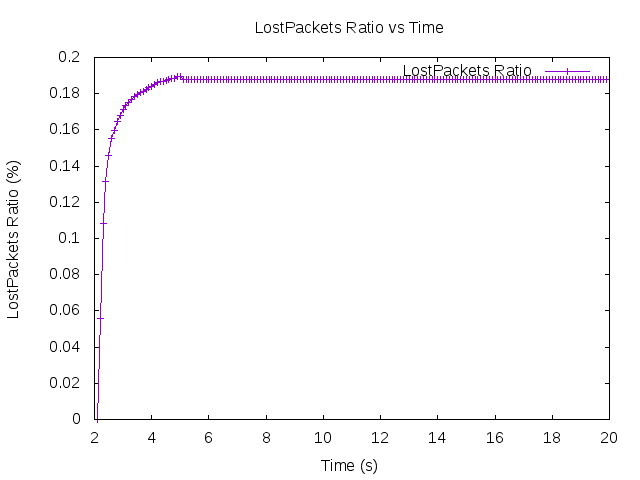 LostPackets Ratio vs Time
LostPackets Ratio
LostPackets Ratio (%)
0.2
0.18
0.16
0.14
0.12
0.1
0.08
0.06
0.04
0.02
0
2 4 6 8 10 12 14 16 18 20
Time (s)